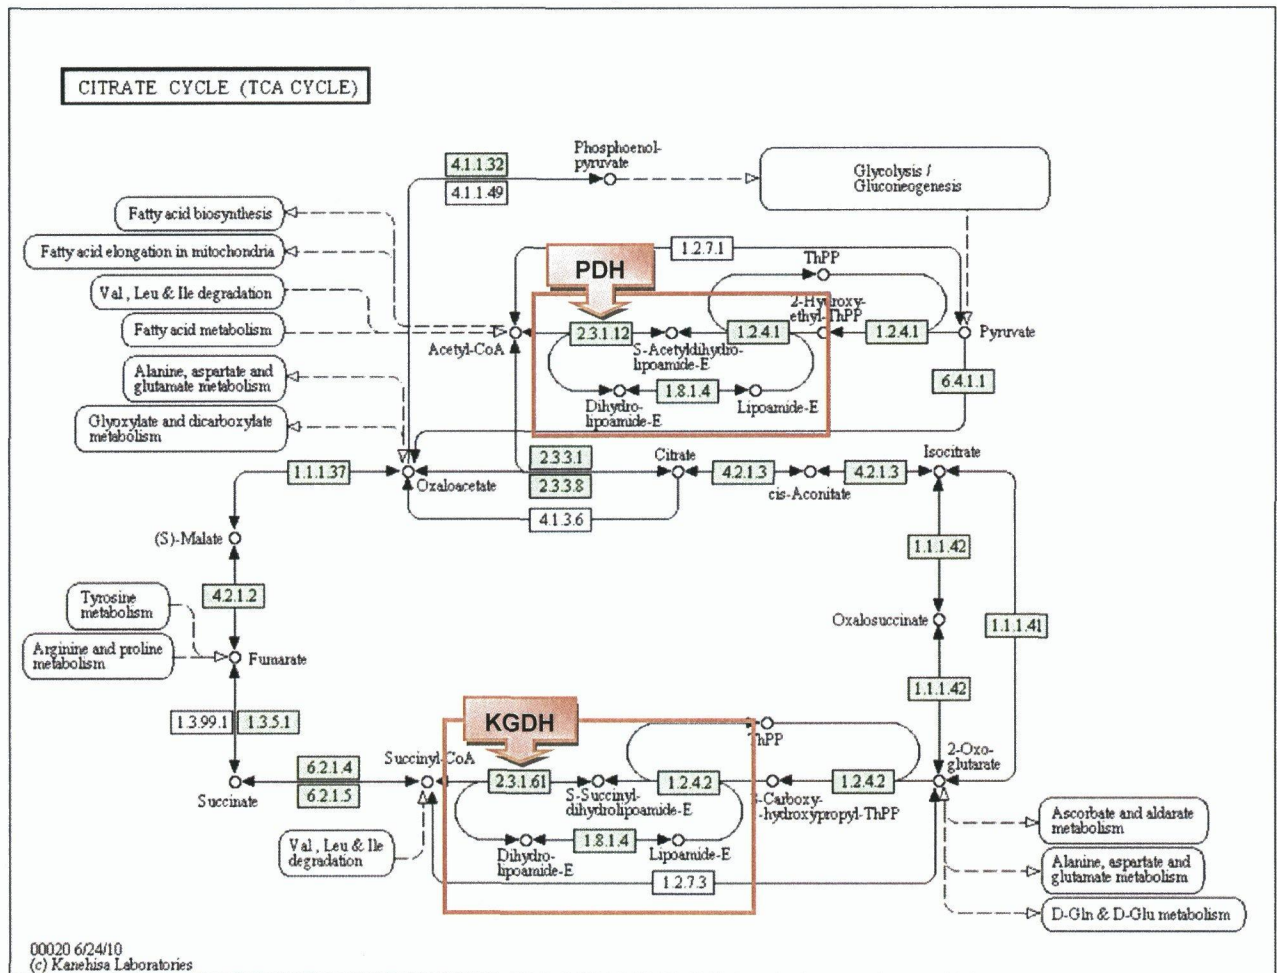 CITRATE CYCLE (TCA CYCLE)
Phosphoenol-
pyruvate
4.1.1.32
4.1.1.49
Glycolysis /
Gluconeogenesis
Fatty acid biosynthesis
Fatty acid elongation in mitochondria
Val , Leu & Ile degradation
Fatty acid metabolism
Alanine, aspartate and
glutamate metabolism
Glyoxylate and dicarboxylate
metabolism
1.2.7.1
PDH
ThPP
2-Hydroxy-
ethyl-ThPP
Acetyl-CoA
2.3.1.12
S-Acetyldihydro-
lipoamide-E
1.2.4.1
1.2.4.1
Pyruvate
6.4.1.1
Dihydro-
lipoamide-E
1.8.1.4
Lipoamide-E
1.1.1.37
Oxaloacetate
2.3.3.1
2.3.3.8
4.1.3.6
Citrate
4.2.1.3
cis-Aconitate
4.2.1.3
Isocitrate
(S)-Malate
4.2.1.2
1.1.1.42
Oxalosuccinate
1.1.1.41
1.1.1.42
Tyrosine
metabolism
Arginine and proline
metabolism
Fumarate
1.3.99.1
1.3.5.1
KGDH
ThPP
2-Oxo-
glutarate
Succinate
6.2.1.4
6.2.1.5
Succinyl-CoA
2.3.1.61
S-Succinyl-
dihydrolipoamide-E
1.2.4.2
-Carboxy-
-hydroxypropyl-ThPP
1.2.4.2
Val , Leu & Ile
degradation
Dihydro-
lipoamide-E
1.8.1.4
Lipoamide-E
1.2.7.3
Ascorbate and aldarate
metabolism
Alanine, aspartate and
glutamate metabolism
D-Gln & D-Glu metabolism
00020 6/24/10
(c) Kanehisa Laboratories